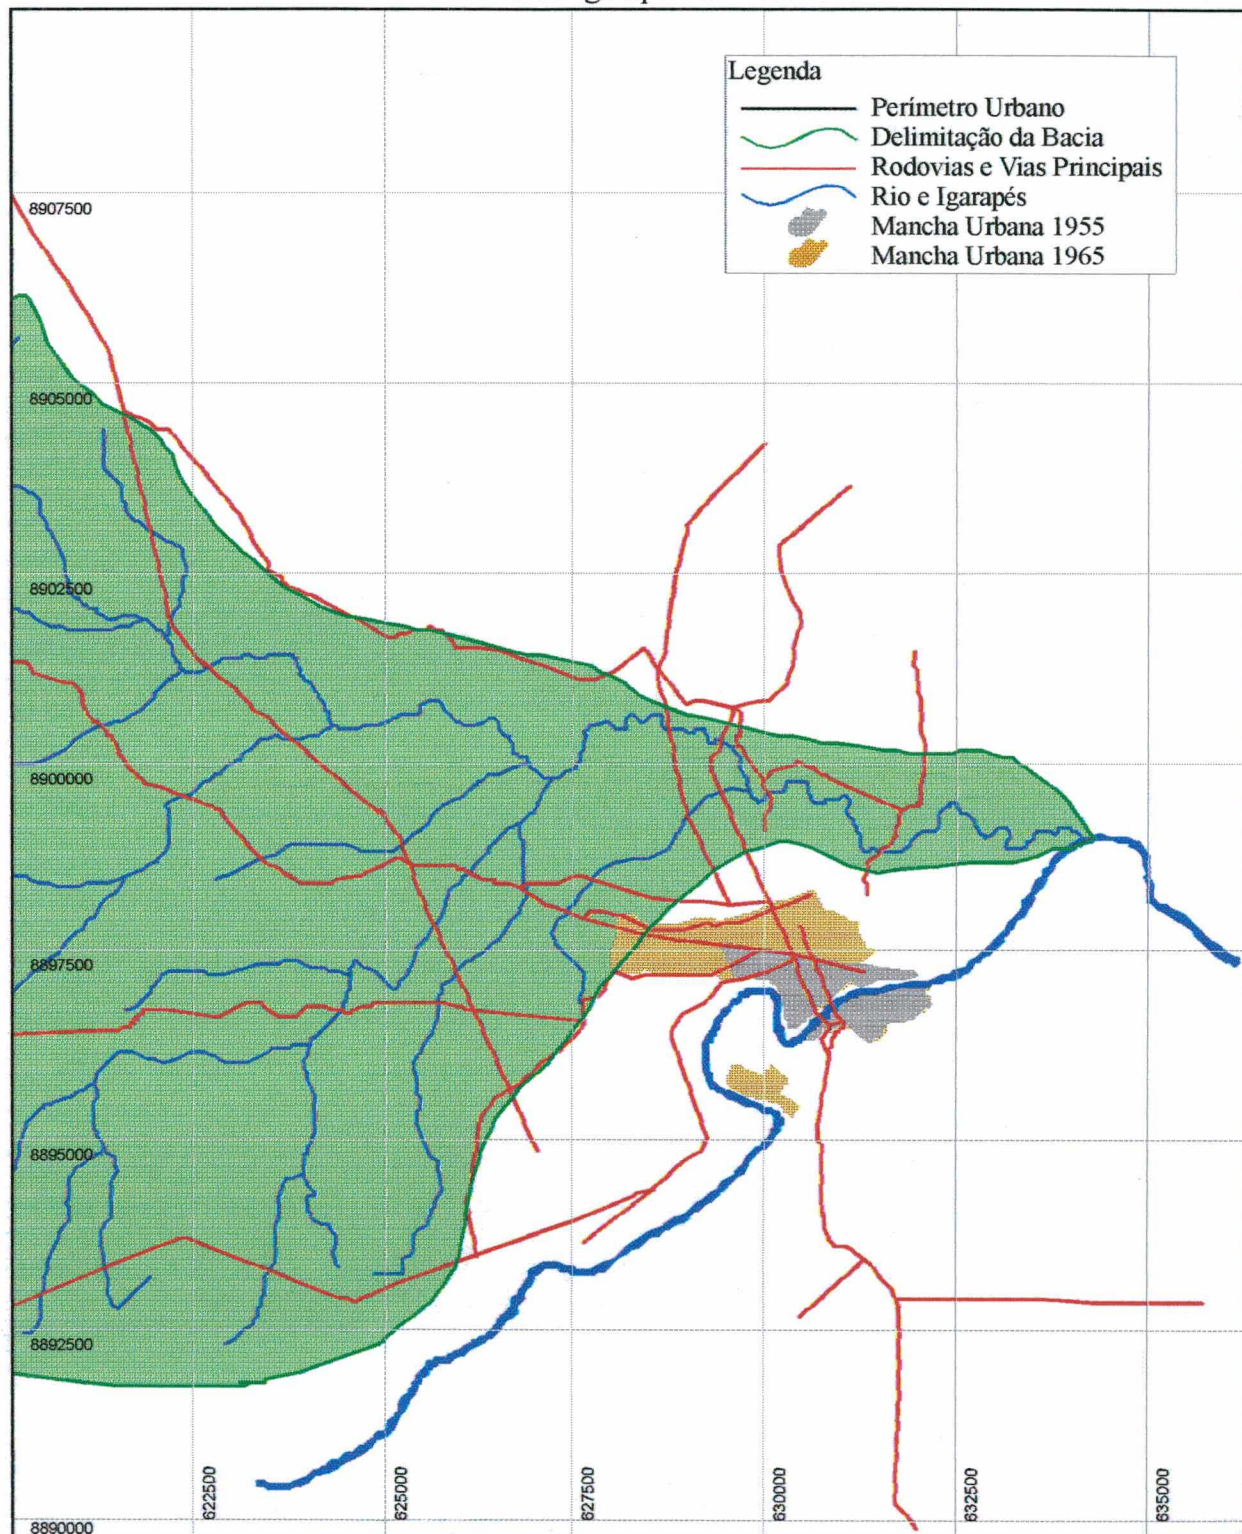 Legenda
Perímetro Urbano
Delimitação da Bacia
Rodovias e Vias Principais
Rio e Igarapés
Mancha Urbana 1955
Mancha Urbana 1965
8907500
8905000
8902500
8900000
8897500
8895000
8892500
8890000
622500
625000
627500
630000
632500
635000